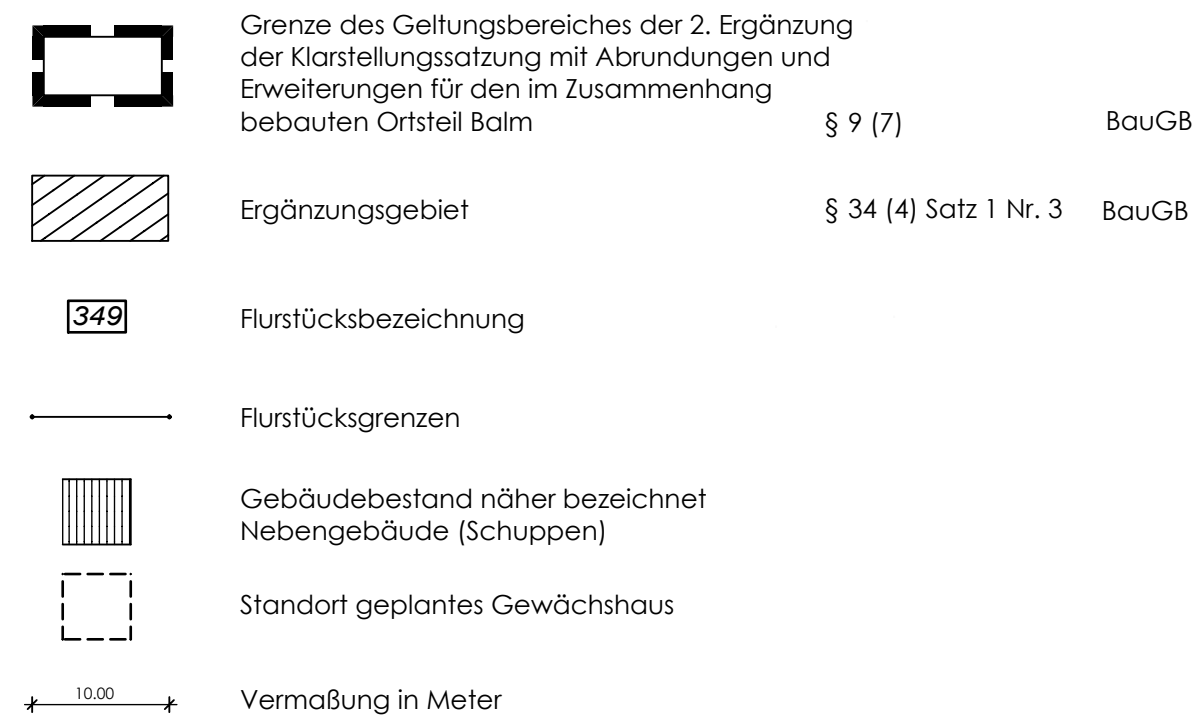 Grenze des Geltungsbereiches der 2. Ergänzung
der Klarstellungssatzung mit Abrundungen und
Erweiterungen für den im Zusammenhang
bebauten Ortsteil Balm § 9 (7) BauGB
Ergänzungsgebiet § 34 (4) Satz 1 Nr. 3 BauGB
349 Flurstücksbezeichnung
Flurstücksgrenzen
Gebäudebestand näher bezeichnet
Nebengebäude (Schuppen)
Standort geplantes Gewächshaus
10.00 Vermaßung in Meter